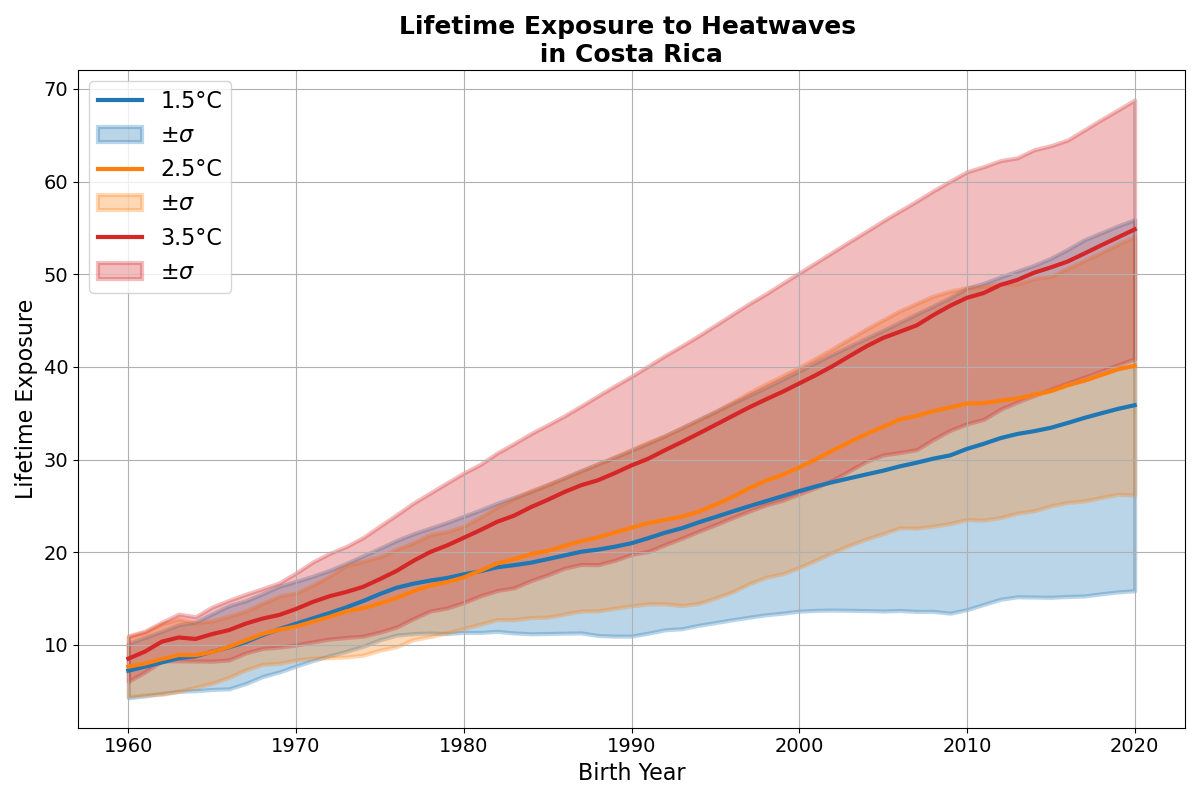 Lifetime Exposure to Heatwaves
in Costa Rica
1.5°C
±σ
2.5°C
±σ
3.5°C
±σ
70
60
50
40
30
20
10
Lifetime Exposure
1960 1970 1980 1990 2000 2010 2020
Birth Year